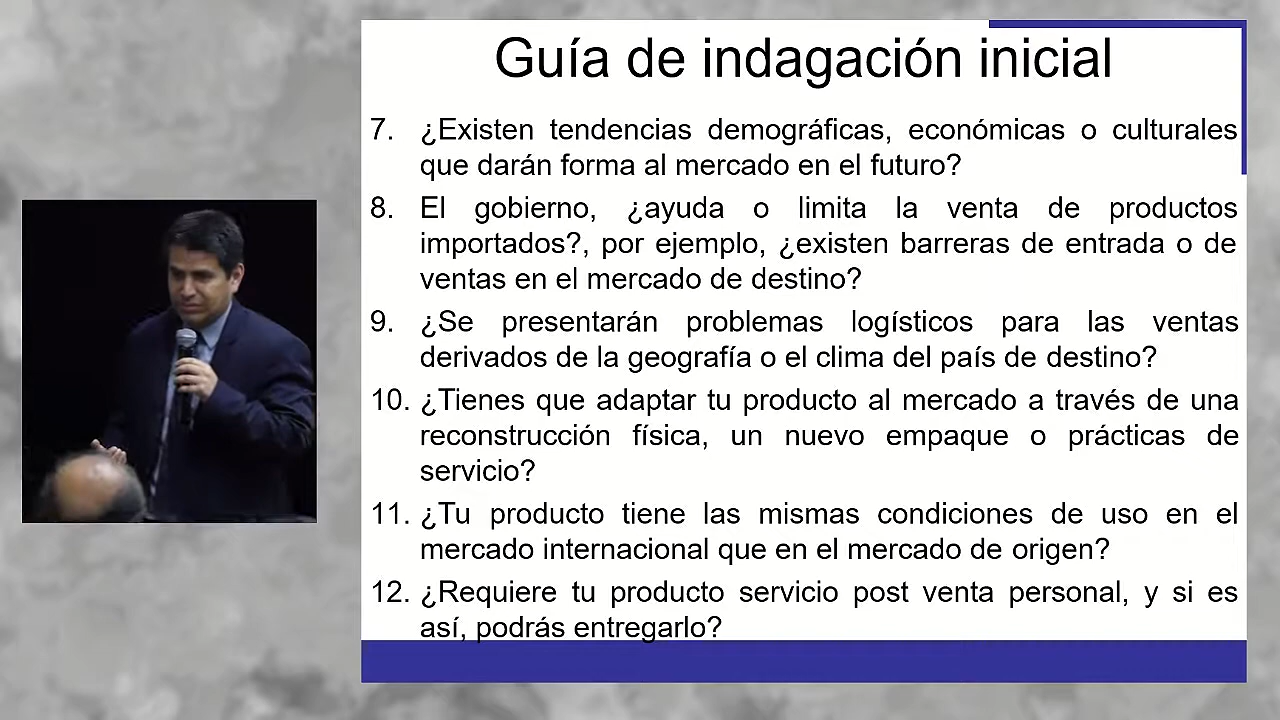 Guía de indagación inicial
7. ¿Existen tendencias demográficas, económicas o culturales
que darán forma al mercado en el futuro?
8. El gobierno, ¿ayuda o limita la venta de productos
importados?, por ejemplo, ¿existen barreras de entrada o de
ventas en el mercado de destino?
9. ¿Se presentarán problemas logísticos para las ventas
derivados de la geografía o el clima del país de destino?
10. ¿Tienes que adaptar tu producto al mercado a través de una
reconstrucción física, un nuevo empaque o prácticas de
servicio?
11. ¿Tu producto tiene las mismas condiciones de uso en el
mercado internacional que en el mercado de origen?
12. ¿Requiere tu producto servicio post venta personal, y si es
así, podrás entregarlo?